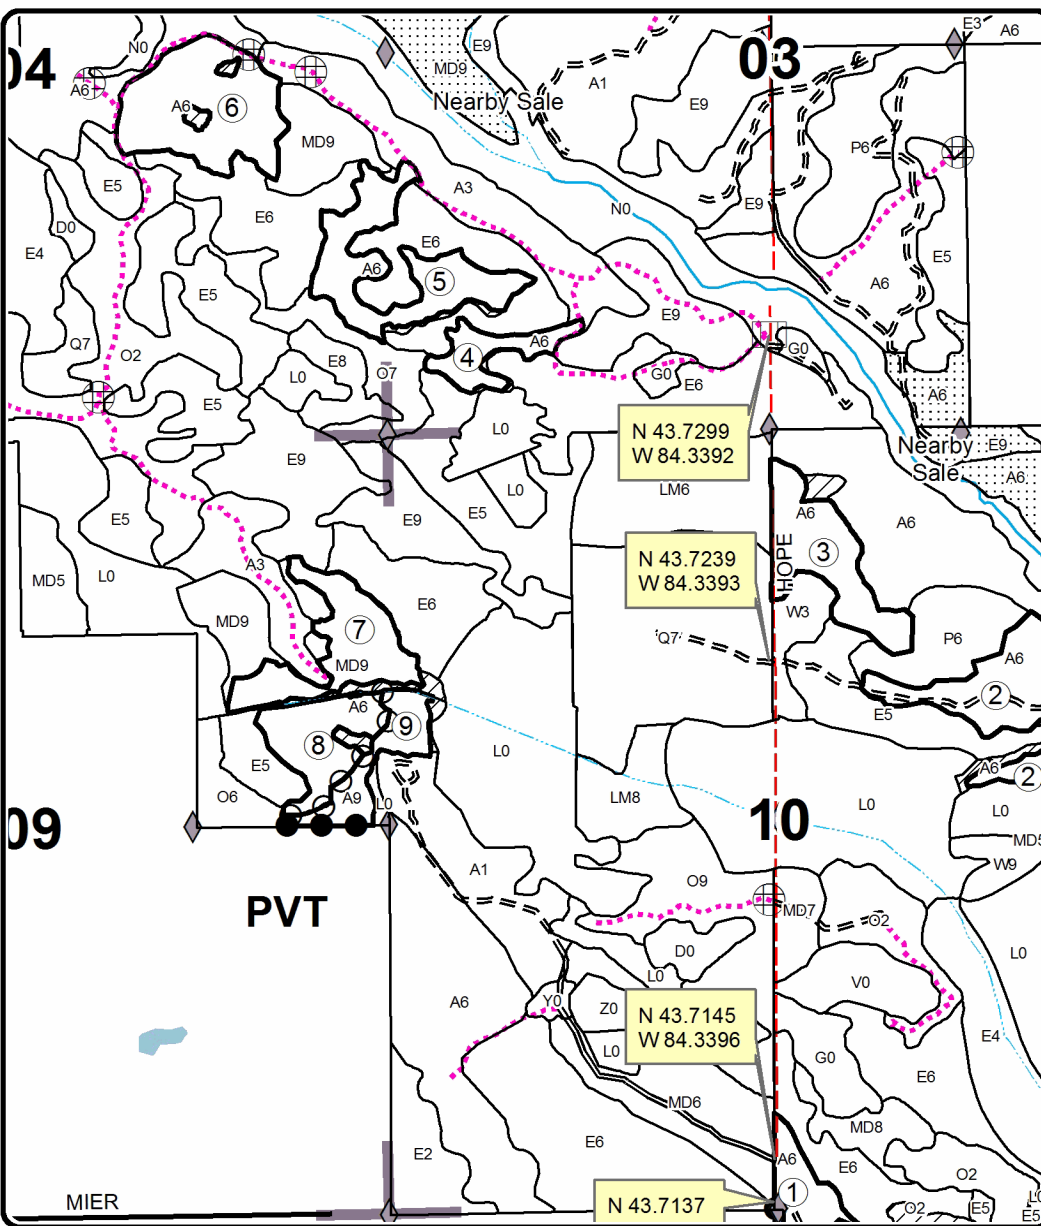 E3
A6
N0
04
E9
MD9
A1
03
A6
Nearby Sale
E9
A6
6
MD9
P6
E5
A3
E9
N0
D0
E6
E4
E6
E5
A6
5
A6
E5
E9
Q7
O2
A6
G0
E8
4
L0
O7
G0
E6
A6
E5
L0
N 43.7299
W 84.3392
Nearby
Sale
E9
E9
A6
L0
LM6
A6
E5
E9
E5
A6
N 43.7239
W 84.3393
HOPE
3
A3
MD5
L0
E6
W3
MD9
7
Q7
P6
MD9
A6
A6
2
E5
9
8
L0
E5
A6
2
O6
A9
L0
LM8
L0
L0
09
10
MD5
W9
A1
O9
PVT
MD7
O2
D0
L0
L0
V0
A6
Y0
Z0
N 43.7145
W 84.3396
E4
L0
G0
E6
MD6
MD8
E6
E2
A6
E6
O2
MIER
N 43.7137
1
O2
E5
L0
E5